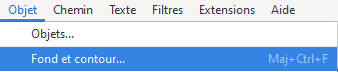 Objet Chemin Texte Filtres Extensions Aide
Objets...
Fond et contour... Maj+Ctrl+F